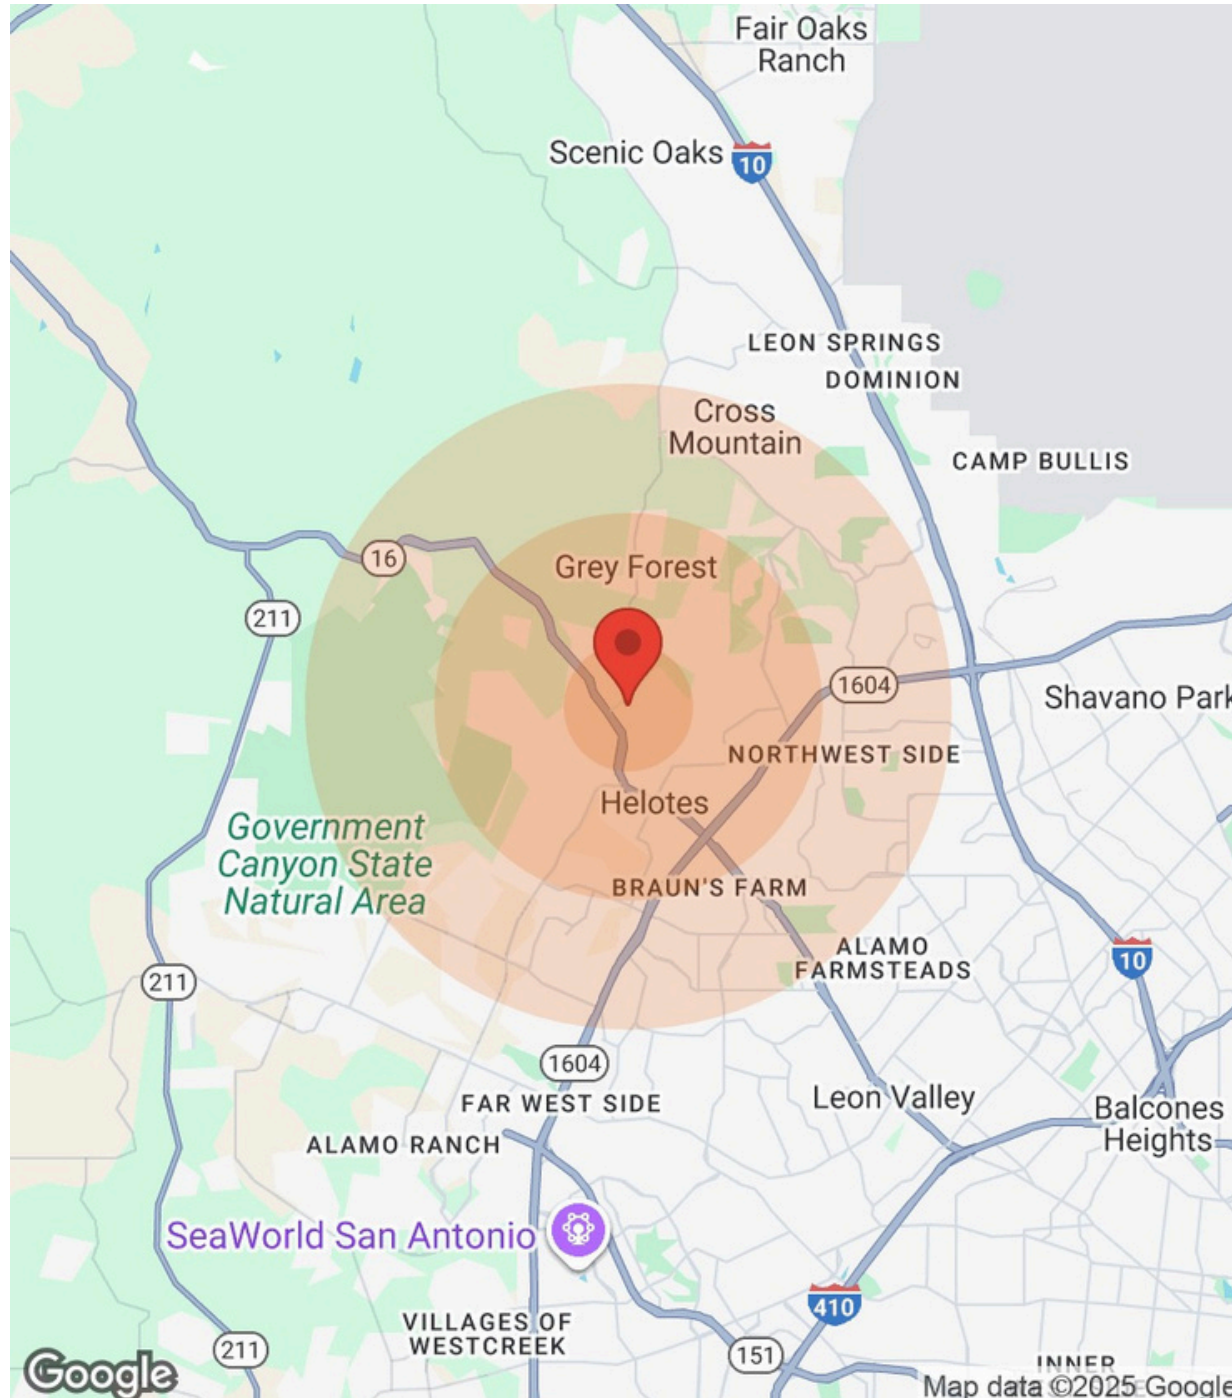 Fair Oaks
Ranch
Scenic Oaks
10
LEON SPRINGS
DOMINION
Cross
Mountain
CAMP BULLIS
16
Grey Forest
211
1604
Shavano Park
NORTHWEST SIDE
Helotes
Government
Canyon State
Natural Area
BRAUN'S FARM
ALAMO
FARMSTEADS
10
211
1604
FAR WEST SIDE
Leon Valley
Balcones
Heights
ALAMO RANCH
SeaWorld San Antonio
410
VILLAGES OF
WESTCREEK
211
151
INNER
Google
Map data ©2025 Google